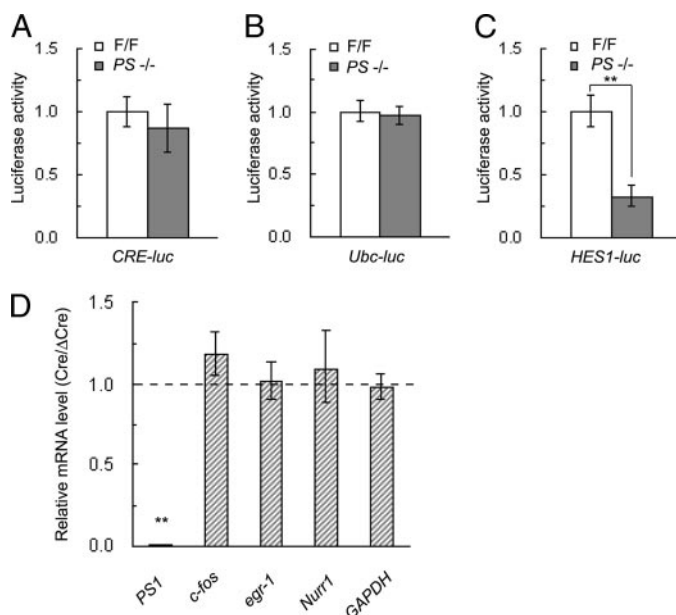 A
Luciferase activity
1.5
1.0
0.5
0.0
F/F
PS -/-
CRE-luc
B
Luciferase activity
1.5
1.0
0.5
0.0
F/F
PS -/-
Ubc-luc
C
Luciferase activity
1.5
1.0
0.5
0.0
F/F
PS -/-
**
HES1-luc
D
Relative mRNA level (Cre/ΔCre)
1.5
1.0
0.5
0.0
**
PS1
c-fos
egr-1
Nurr1
GAPDH